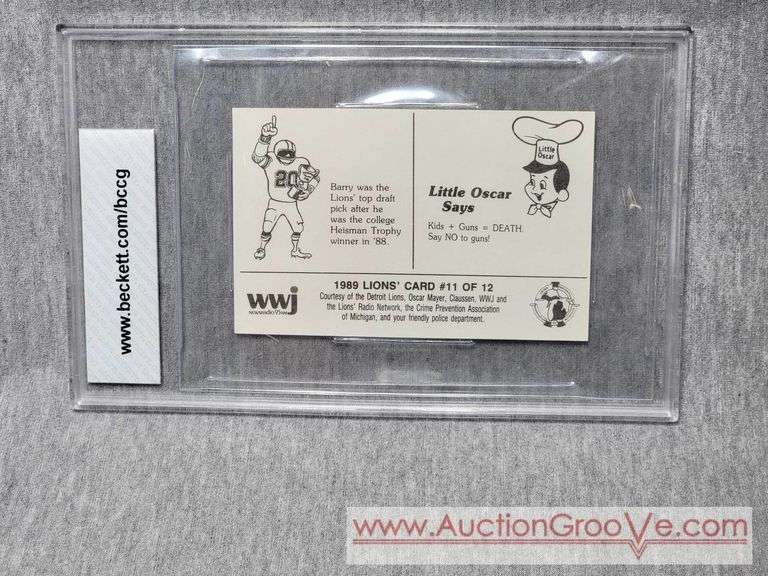 www.beckett.com/bccg
20
Barry was the
Lions' top draft
pick after he
was the college
Heisman Trophy
winner in '88.
Little
Oscar
Little Oscar
Says
Kids + Guns = DEATH.
Say NO to guns!
1989 LIONS' CARD #11 OF 12
Courtesy of the Detroit Lions, Oscar Mayer, Claussen, WWJ and
the Lions' Radio Network, the Crime Prevention Association
of Michigan, and your friendly police department.
wwj
NEWSRADIO 95
www.AuctionGrooVe.com